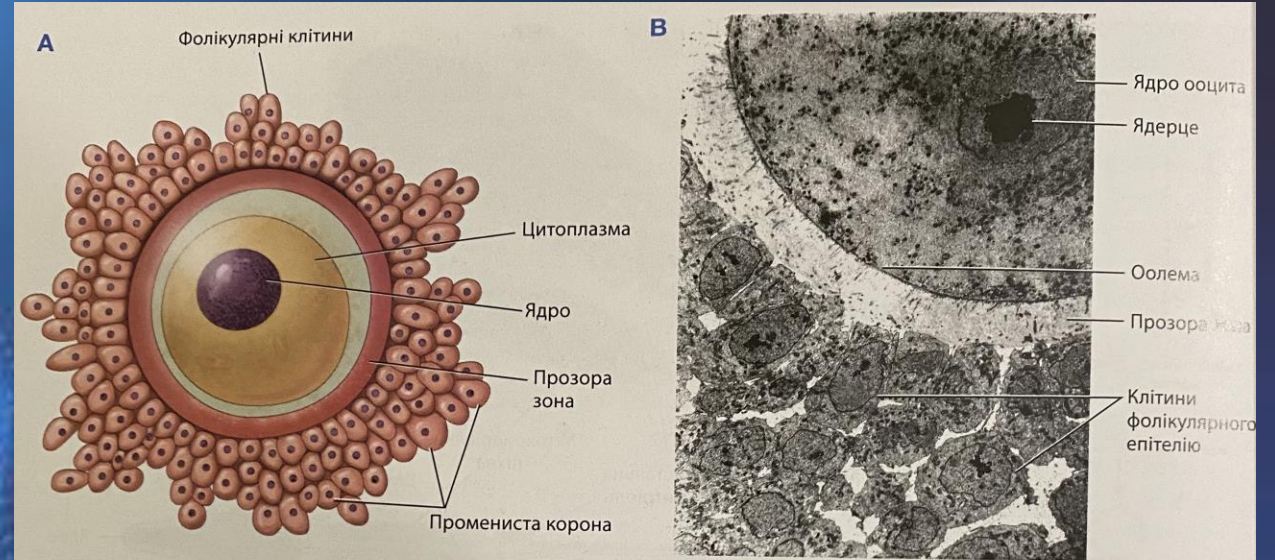 A
Фолікулярні клітини
Цитоплазма
Ядро
Прозора
зона
Промениста корона
B
Ядро ооцита
Ядерце
Оолема
Прозора
Клітини
фолікулярного
епітелію